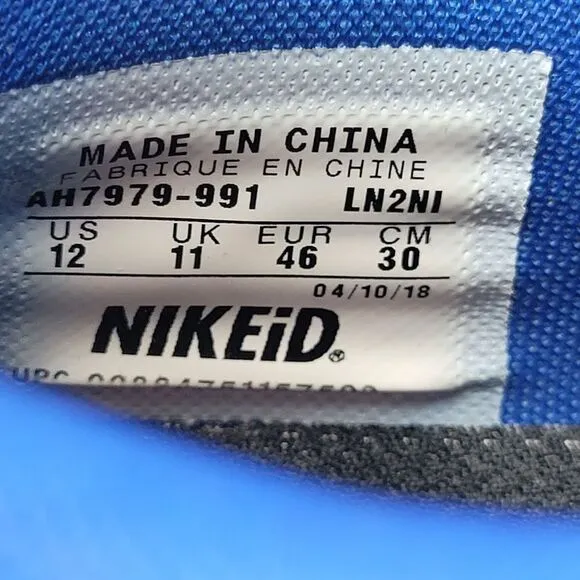 MADE IN CHINA
FABRIQUE EN CHINE
AH7979-991 LN2NI
US UK EUR CM
12 11 46 30
04/10/18
NIKEiD®
UPC